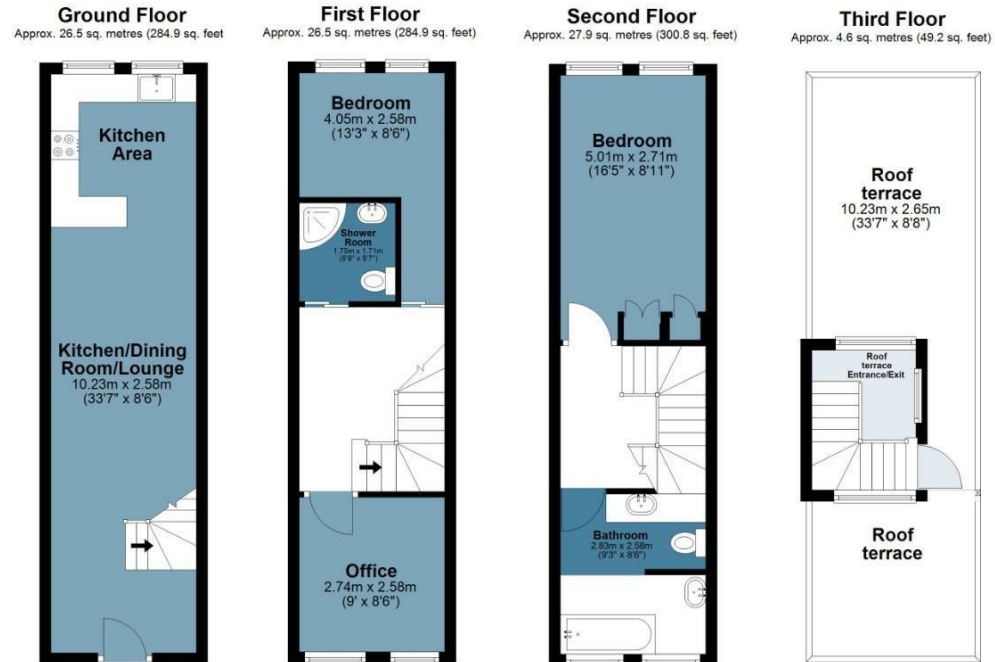 Ground Floor
Approx. 26.5 sq. metres (284.9 sq. feet)
Kitchen
Area
Kitchen/Dining
Room/Lounge
10.23m x 2.58m
(33'7" x 8'6")
First Floor
Approx. 26.5 sq. metres (284.9 sq. feet)
Bedroom
4.05m x 2.58m
(13'3" x 8'6")
Shower
Room
1.75m x 1.71m
(5'9" x 5'7")
Office
2.74m x 2.58m
(9' x 8'6")
Second Floor
Approx. 27.9 sq. metres (300.8 sq. feet)
Bedroom
5.01m x 2.71m
(16'5" x 8'11")
Bathroom
2.83m x 2.58m
(9'3" x 8'6")
Third Floor
Approx. 4.6 sq. metres (49.2 sq. feet)
Roof
terrace
10.23m x 2.65m
(33'7" x 8'8")
Roof
terrace
Entrance/Exit
Roof
terrace